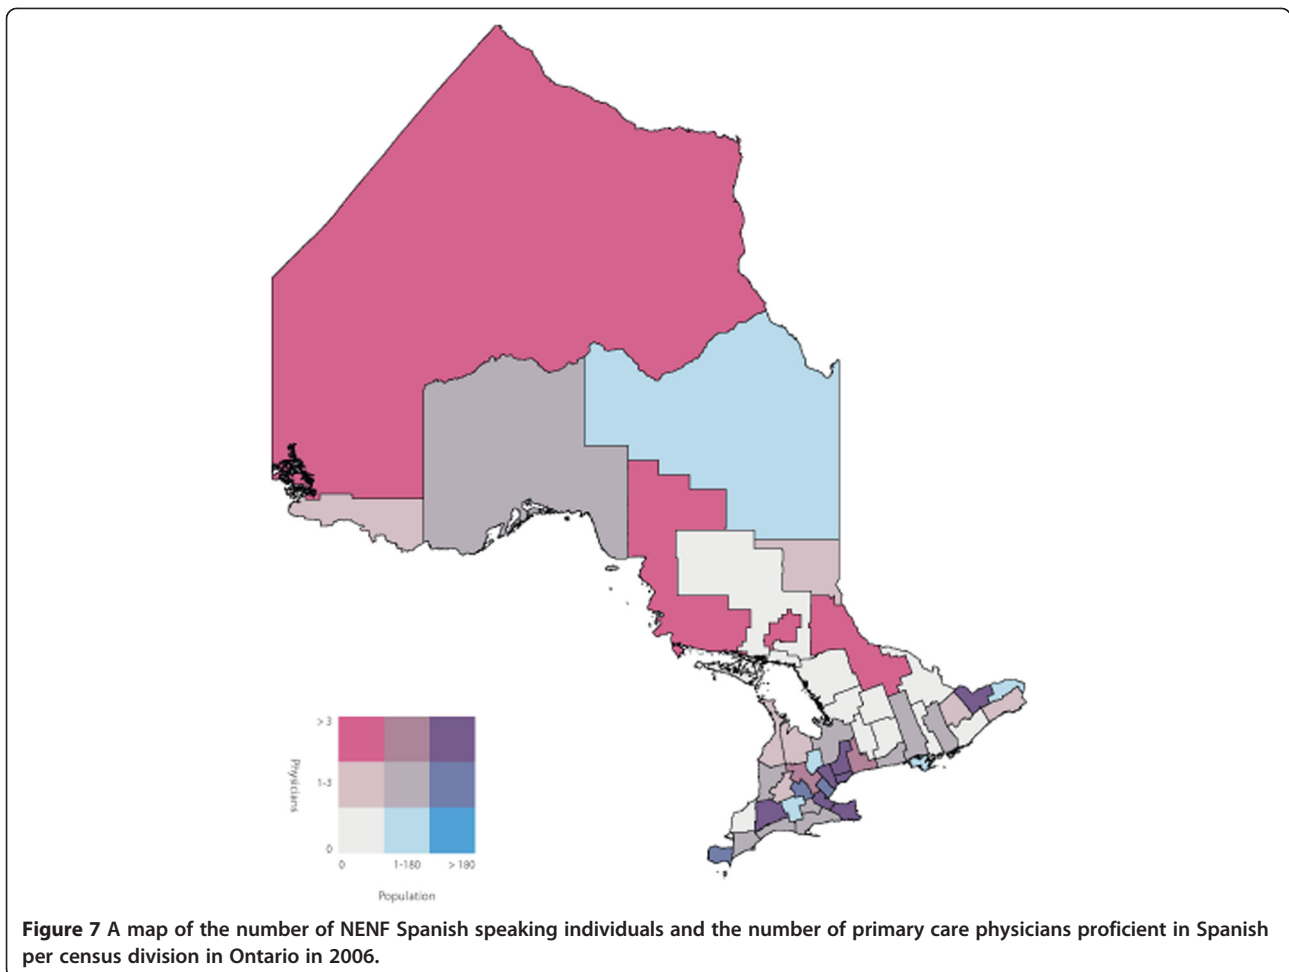 > 3
1-3
0
Physicians
0
1-180
> 180
Population
Figure 7 A map of the number of NENF Spanish speaking individuals and the number of primary care physicians proficient in Spanish
per census division in Ontario in 2006.